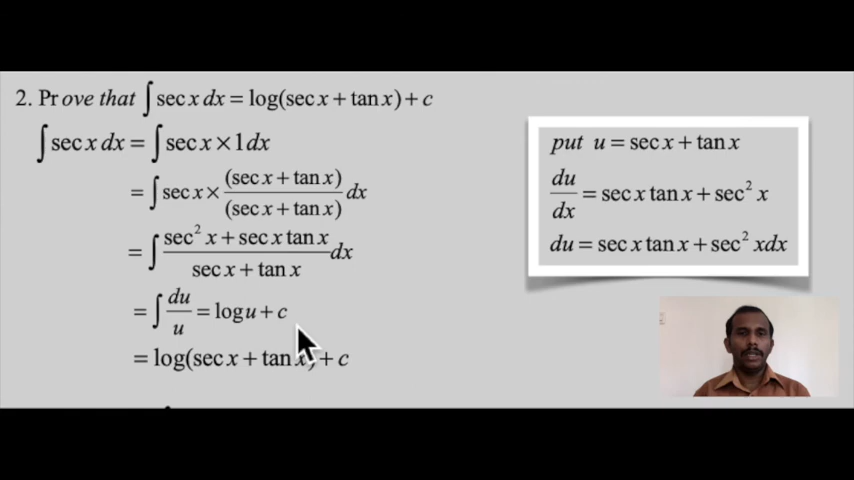 2. Prove that ∫ sec x dx = log(sec x + tan x) + c
∫ sec x dx = ∫ sec x × 1dx
= ∫ sec x × (sec x + tan x) / (sec x + tan x) dx
= ∫ sec² x + sec x tan x / sec x + tan x dx
= ∫ du / u = log u + c
= log(sec x + tan x) + c
put u = sec x + tan x
du / dx = sec x tan x + sec² x
du = sec x tan x + sec² xdx